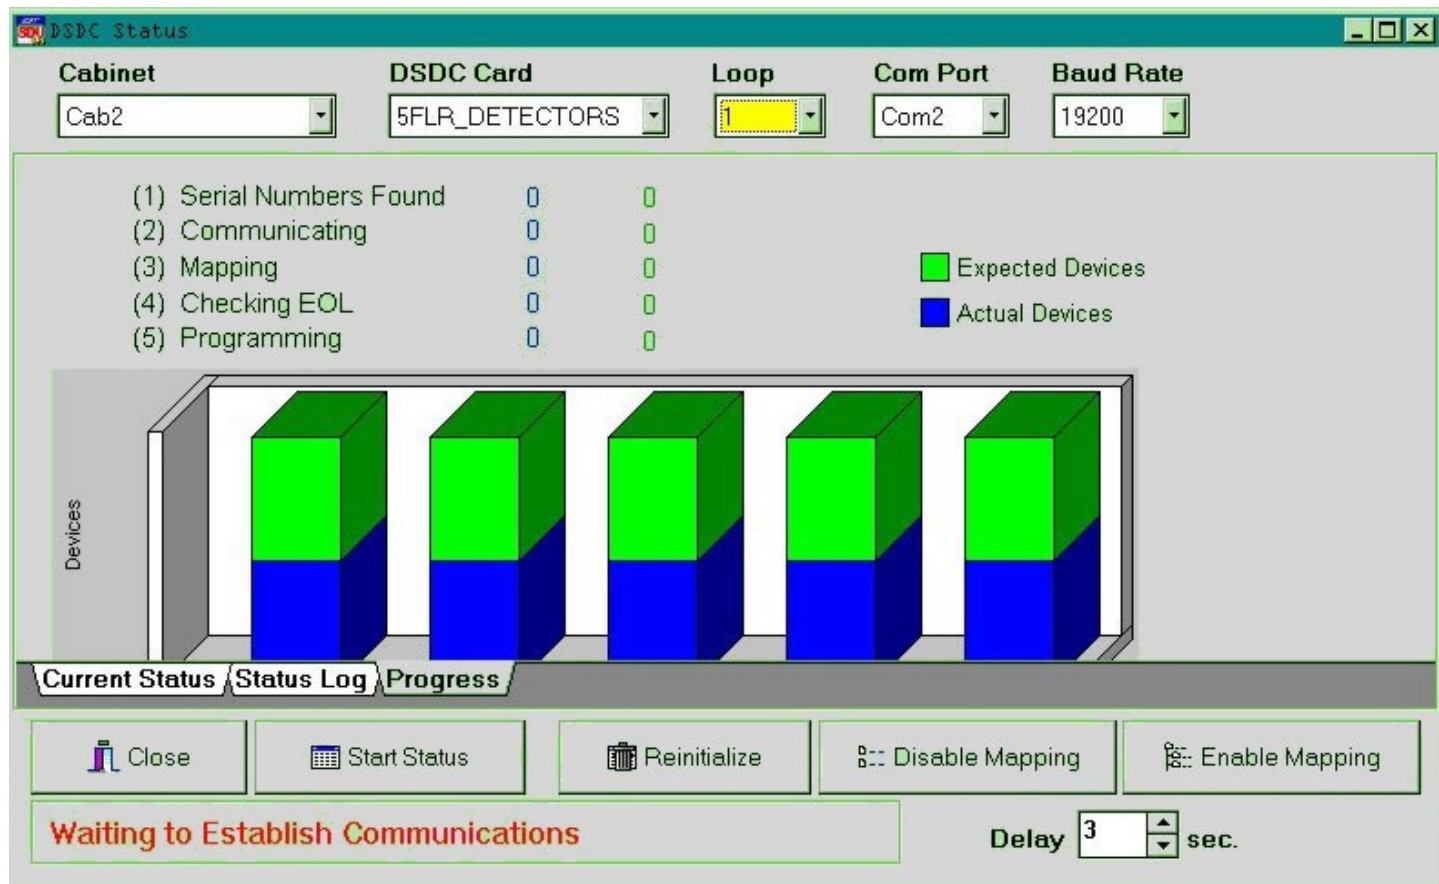 SDU DSDC Status
Cabinet DSDC Card Loop Com Port Baud Rate
Cab2 5FLR_DETECTORS 1 Com2 19200
(1) Serial Numbers Found 0 0
(2) Communicating 0 0
(3) Mapping 0 0
(4) Checking EOL 0 0
(5) Programming 0 0
Expected Devices
Actual Devices
Devices
Current Status Status Log Progress
Close Start Status Reinitialize Disable Mapping Enable Mapping
Waiting to Establish Communications
Delay 3 sec.